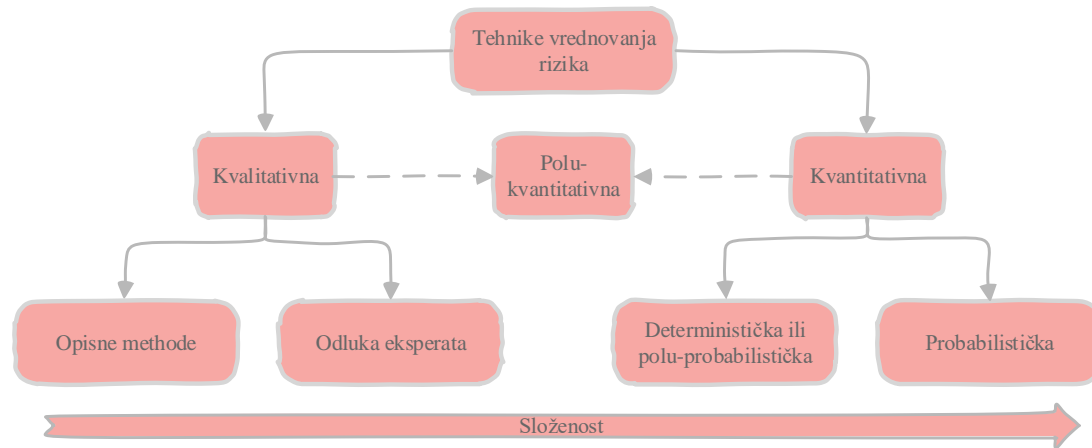 Tehnike vrednovanja
rizika
Kvalitativna
Polu-
kvantitativna
Kvantitativna
Opisne methode
Odluka eksperata
Deterministička ili
polu-probabilistička
Probabilistička
Složenost